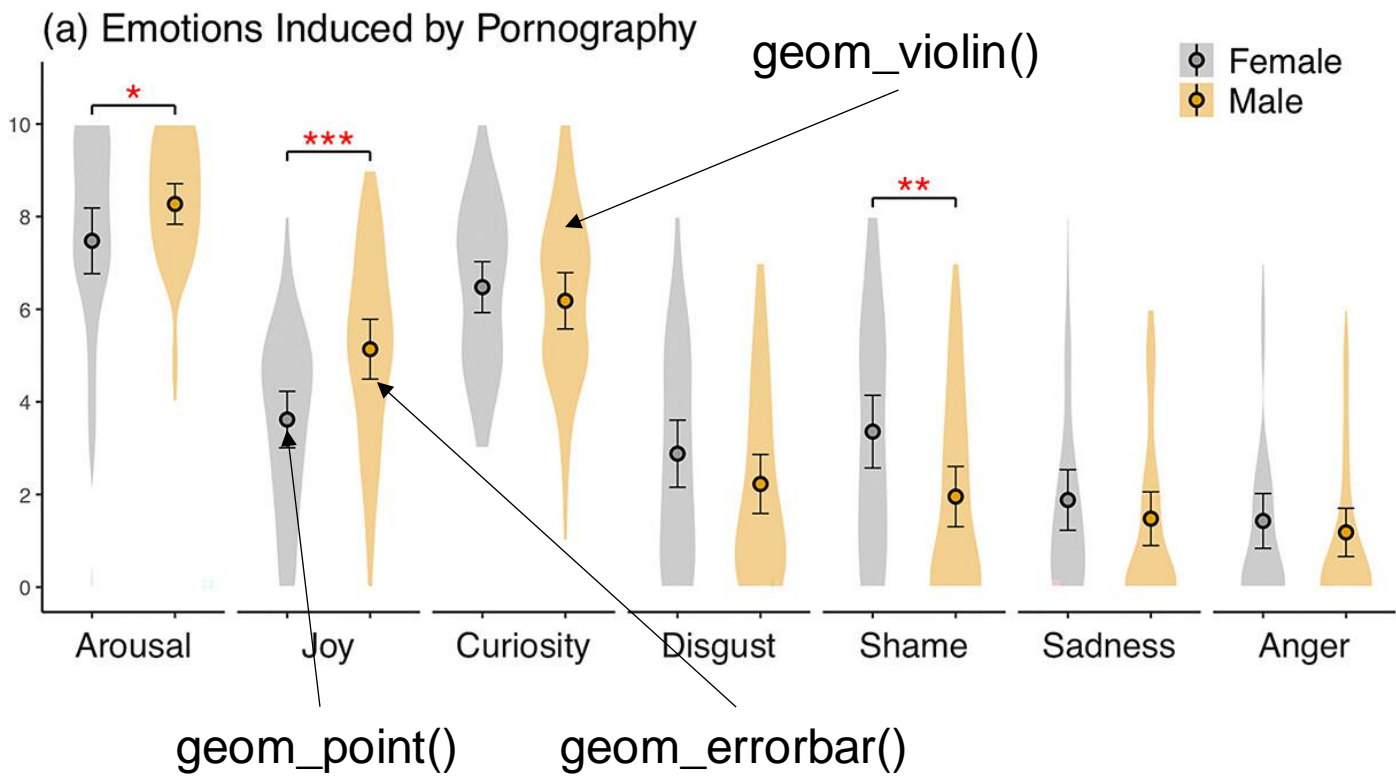 (a) Emotions Induced by Pornography
geom_violin()
Female
Male
*
***
**
10
8
6
4
2
0
Arousal Joy Curiosity Disgust Shame Sadness Anger
geom_point() geom_errorbar()